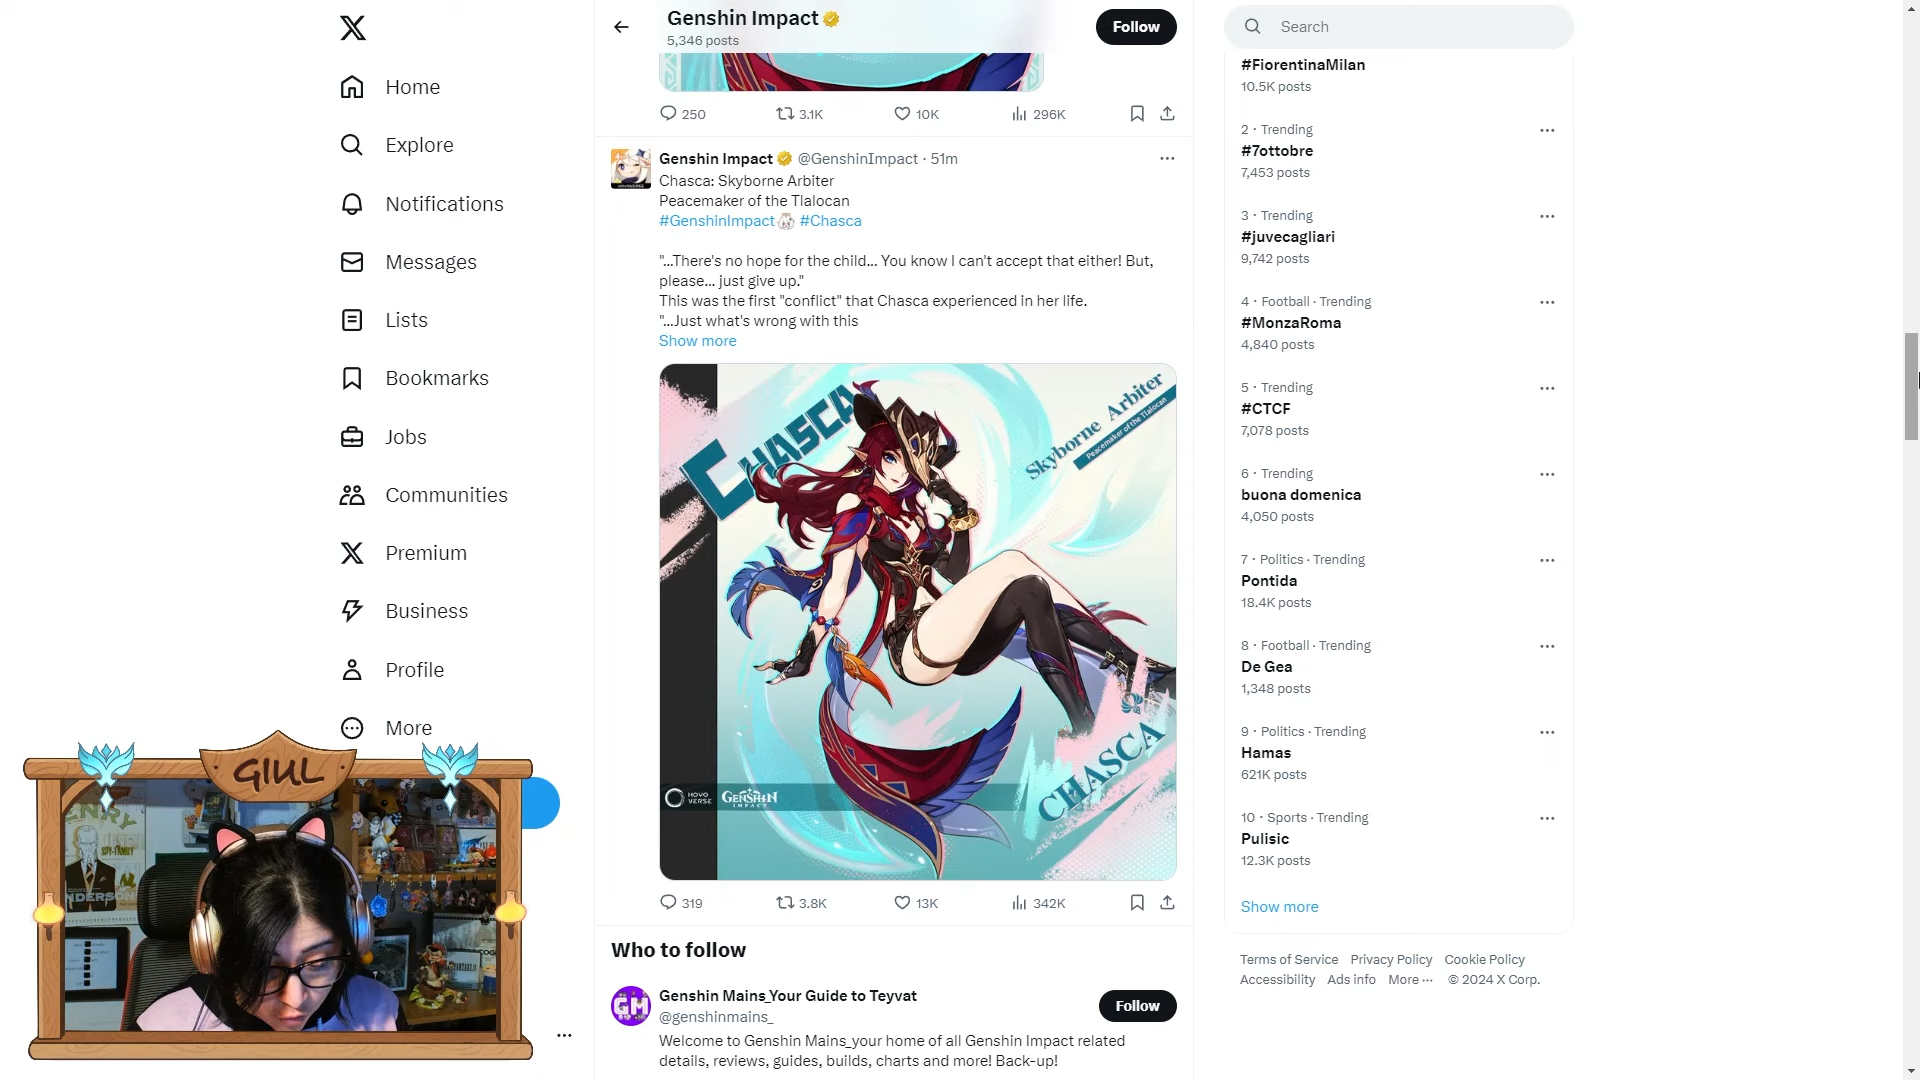 Home
Explore
Notifications
Messages
Lists
Bookmarks
Jobs
Communities
Premium
Business
Profile
More
GIUL
Genshin Impact
5,346 posts
Follow
250
3.1K
10K
296K
Genshin Impact @GenshinImpact · 51m
Chasca: Skyborne Arbiter
Peacemaker of the Tlalocan
#GenshinImpact #Chasca
"...There's no hope for the child... You know I can't accept that either! But,
please... just give up."
This was the first "conflict" that Chasca experienced in her life.
"...Just what's wrong with this
Show more
CHASCA
Skyborne Arbiter
Peacemaker of the Tlalocan
CHASCA
HOYO
VERSE
GENSHIN
IMPACT
319
3.8K
13K
342K
Who to follow
GM
Genshin Mains_Your Guide to Teyvat
@genshinmains_
Follow
Welcome to Genshin Mains_your home of all Genshin Impact related
details, reviews, guides, builds, charts and more! Back-up!
Search
#FiorentinaMilan
10.5K posts
2 · Trending
#7ottobre
7,453 posts
3 · Trending
#juvecagliari
9,742 posts
4 · Football · Trending
#MonzaRoma
4,840 posts
5 · Trending
#CTCF
7,078 posts
6 · Trending
buona domenica
4,050 posts
7 · Politics · Trending
Pontida
18.4K posts
8 · Football · Trending
De Gea
1,348 posts
9 · Politics · Trending
Hamas
621K posts
10 · Sports · Trending
Pulisic
12.3K posts
Show more
Terms of Service Privacy Policy Cookie Policy
Accessibility Ads info More ··· © 2024 X Corp.